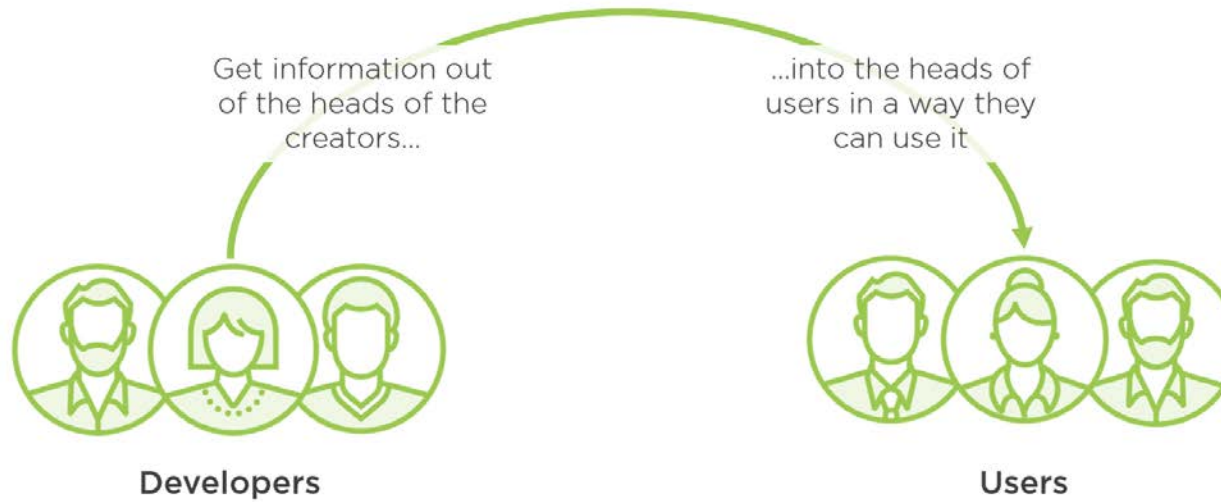 Get information out
of the heads of the
creators...
...into the heads of
users in a way they
can use it
Developers
Users